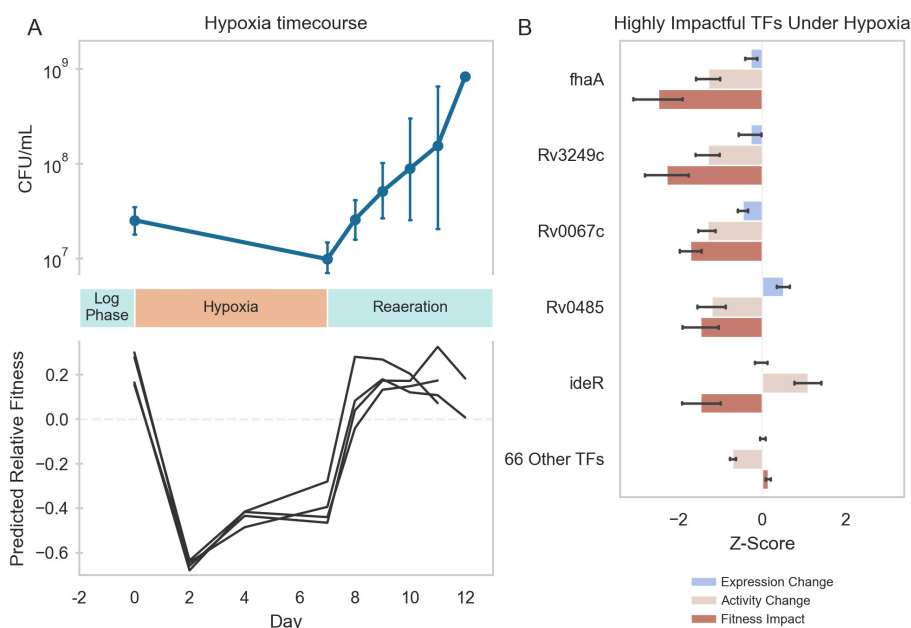 A
Hypoxia timecourse
CFU/mL
10^9
10^8
10^7
Log
Phase
Hypoxia
Reaeration
Predicted Relative Fitness
0.2
0.0
−0.2
−0.4
−0.6
-2
0
2
4
6
8
10
12
Day
B
Highly Impactful TFs Under Hypoxia
fhaA
Rv3249c
Rv0067c
Rv0485
ideR
66 Other TFs
−2
0
2
Z-Score
Expression Change
Activity Change
Fitness Impact